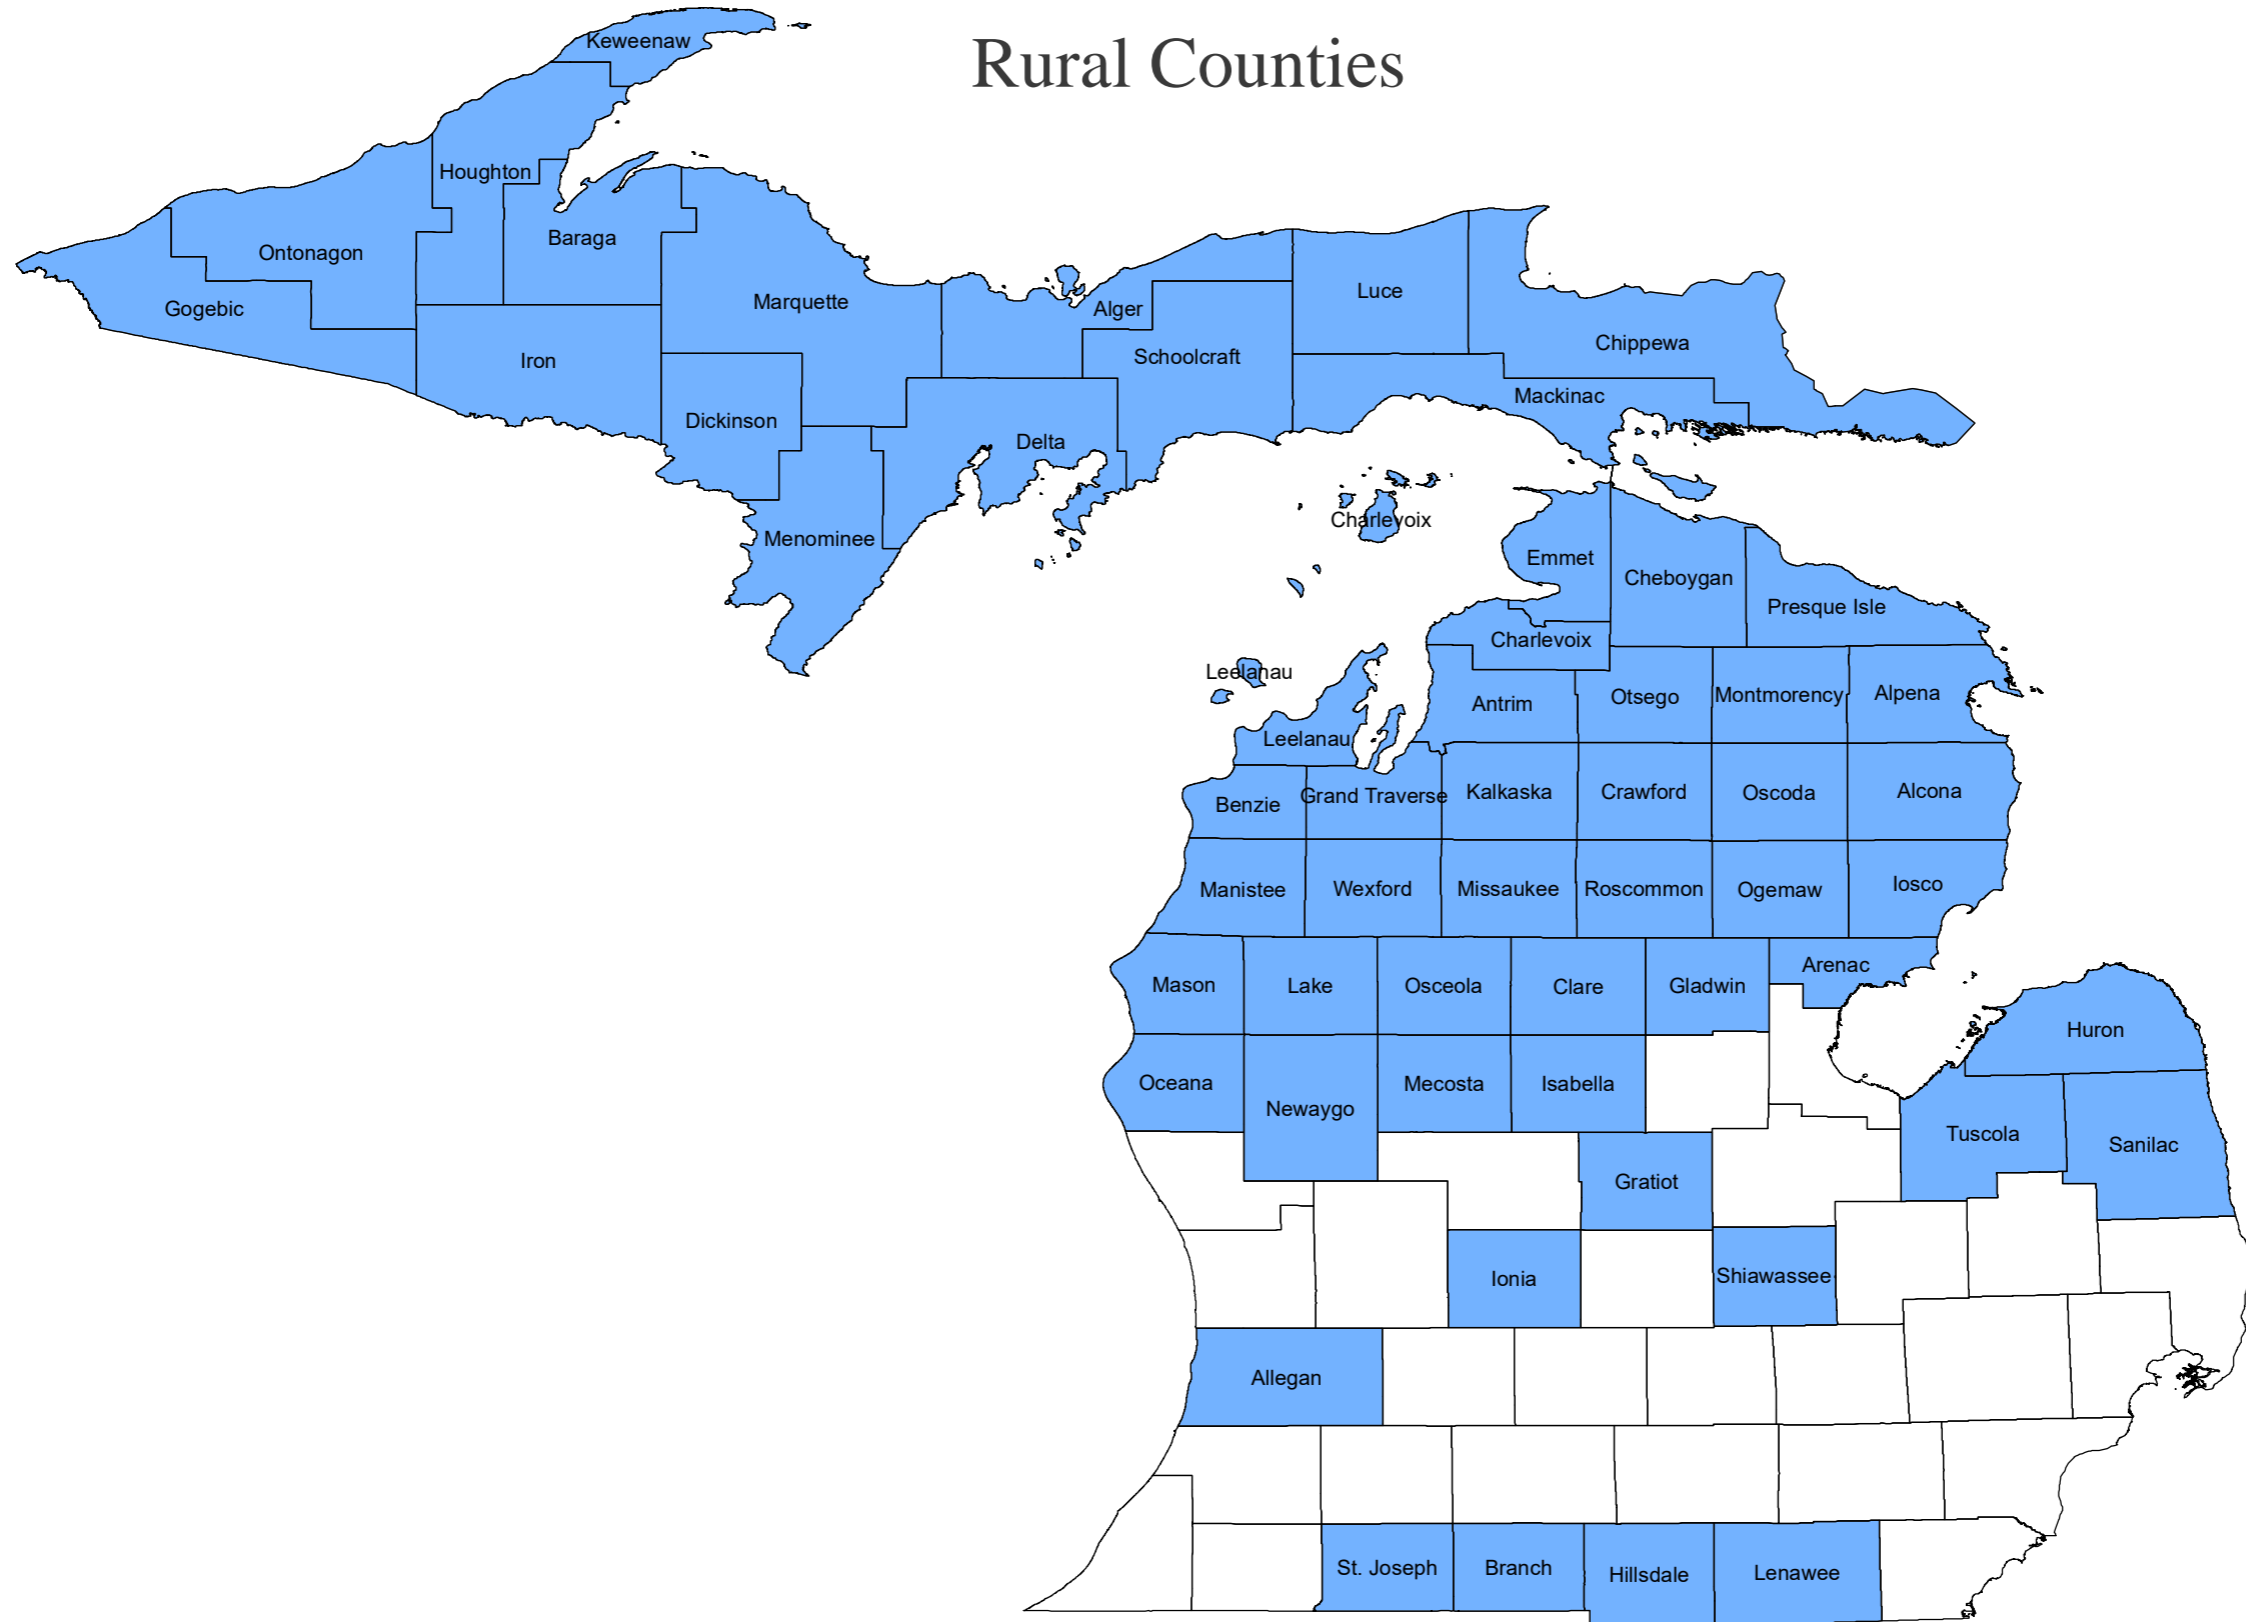 Rural Counties
Keweenaw
Houghton
Baraga
Ontonagon
Gogebic
Marquette
Alger
Luce
Chippewa
Iron
Schoolcraft
Mackinac
Dickinson
Delta
Menominee
Charlevoix
Emmet
Cheboygan
Presque Isle
Charlevoix
Leelanau
Antrim
Otsego
Montmorency
Alpena
Leelanau
Benzie
Grand Traverse
Kalkaska
Crawford
Oscoda
Alcona
Manistee
Wexford
Missaukee
Roscommon
Ogemaw
Iosco
Mason
Lake
Osceola
Clare
Gladwin
Arenac
Huron
Oceana
Newaygo
Mecosta
Isabella
Tuscola
Sanilac
Gratiot
Ionia
Shiawassee
Allegan
St. Joseph
Branch
Hillsdale
Lenawee